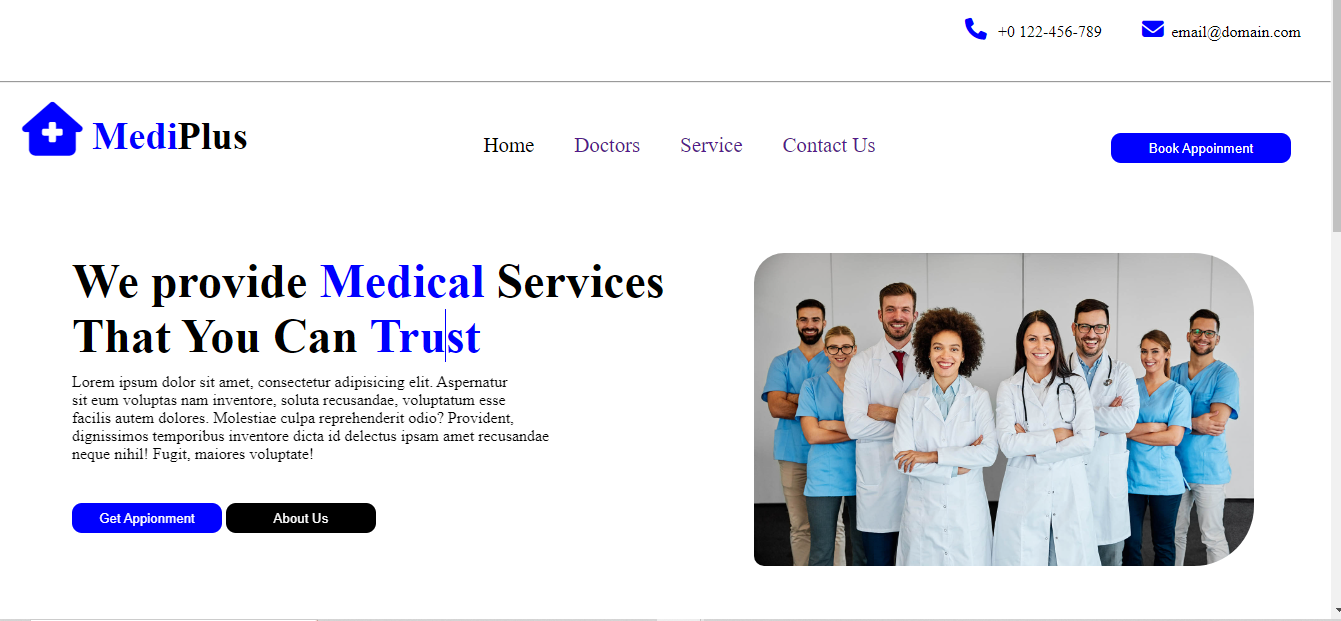 +0 122-456-789 email@domain.com
MediPlus Home Doctors Service Contact Us Book Appoinment
We provide Medical Services
That You Can Trust
Lorem ipsum dolor sit amet, consectetur adipisicing elit. Aspernatur
sit eum voluptas nam inventore, soluta recusandae, voluptatum esse
facilis autem dolores. Molestiae culpa reprehenderit odio? Provident,
dignissimos temporibus inventore dicta id delectus ipsam amet recusandae
neque nihil! Fugit, maiores voluptate!
Get Appionment About Us